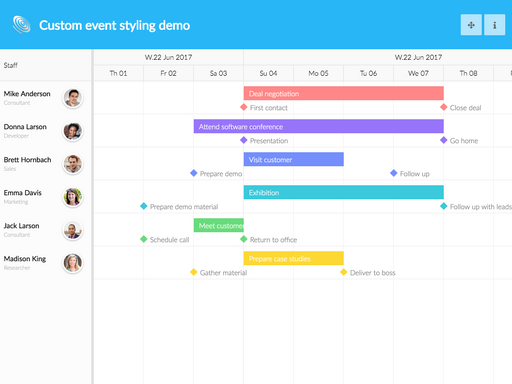 Custom event styling demo
Staff
W.22 Jun 2017
W.22 Jun 2017
Th 01
Fr 02
Sa 03
Su 04
Mo 05
Tu 06
We 07
Th 08
Mike Anderson
Consultant
Deal negotiation
First contact
Close deal
Donna Larson
Developer
Attend software conference
Presentation
Go home
Brett Hornbach
Sales
Visit customer
Prepare demo
Follow up
Emma Davis
Marketing
Exhibition
Prepare demo material
Follow up with leads
Jack Larson
Consultant
Meet customer
Schedule call
Return to office
Madison King
Researcher
Prepare case studies
Gather material
Deliver to boss